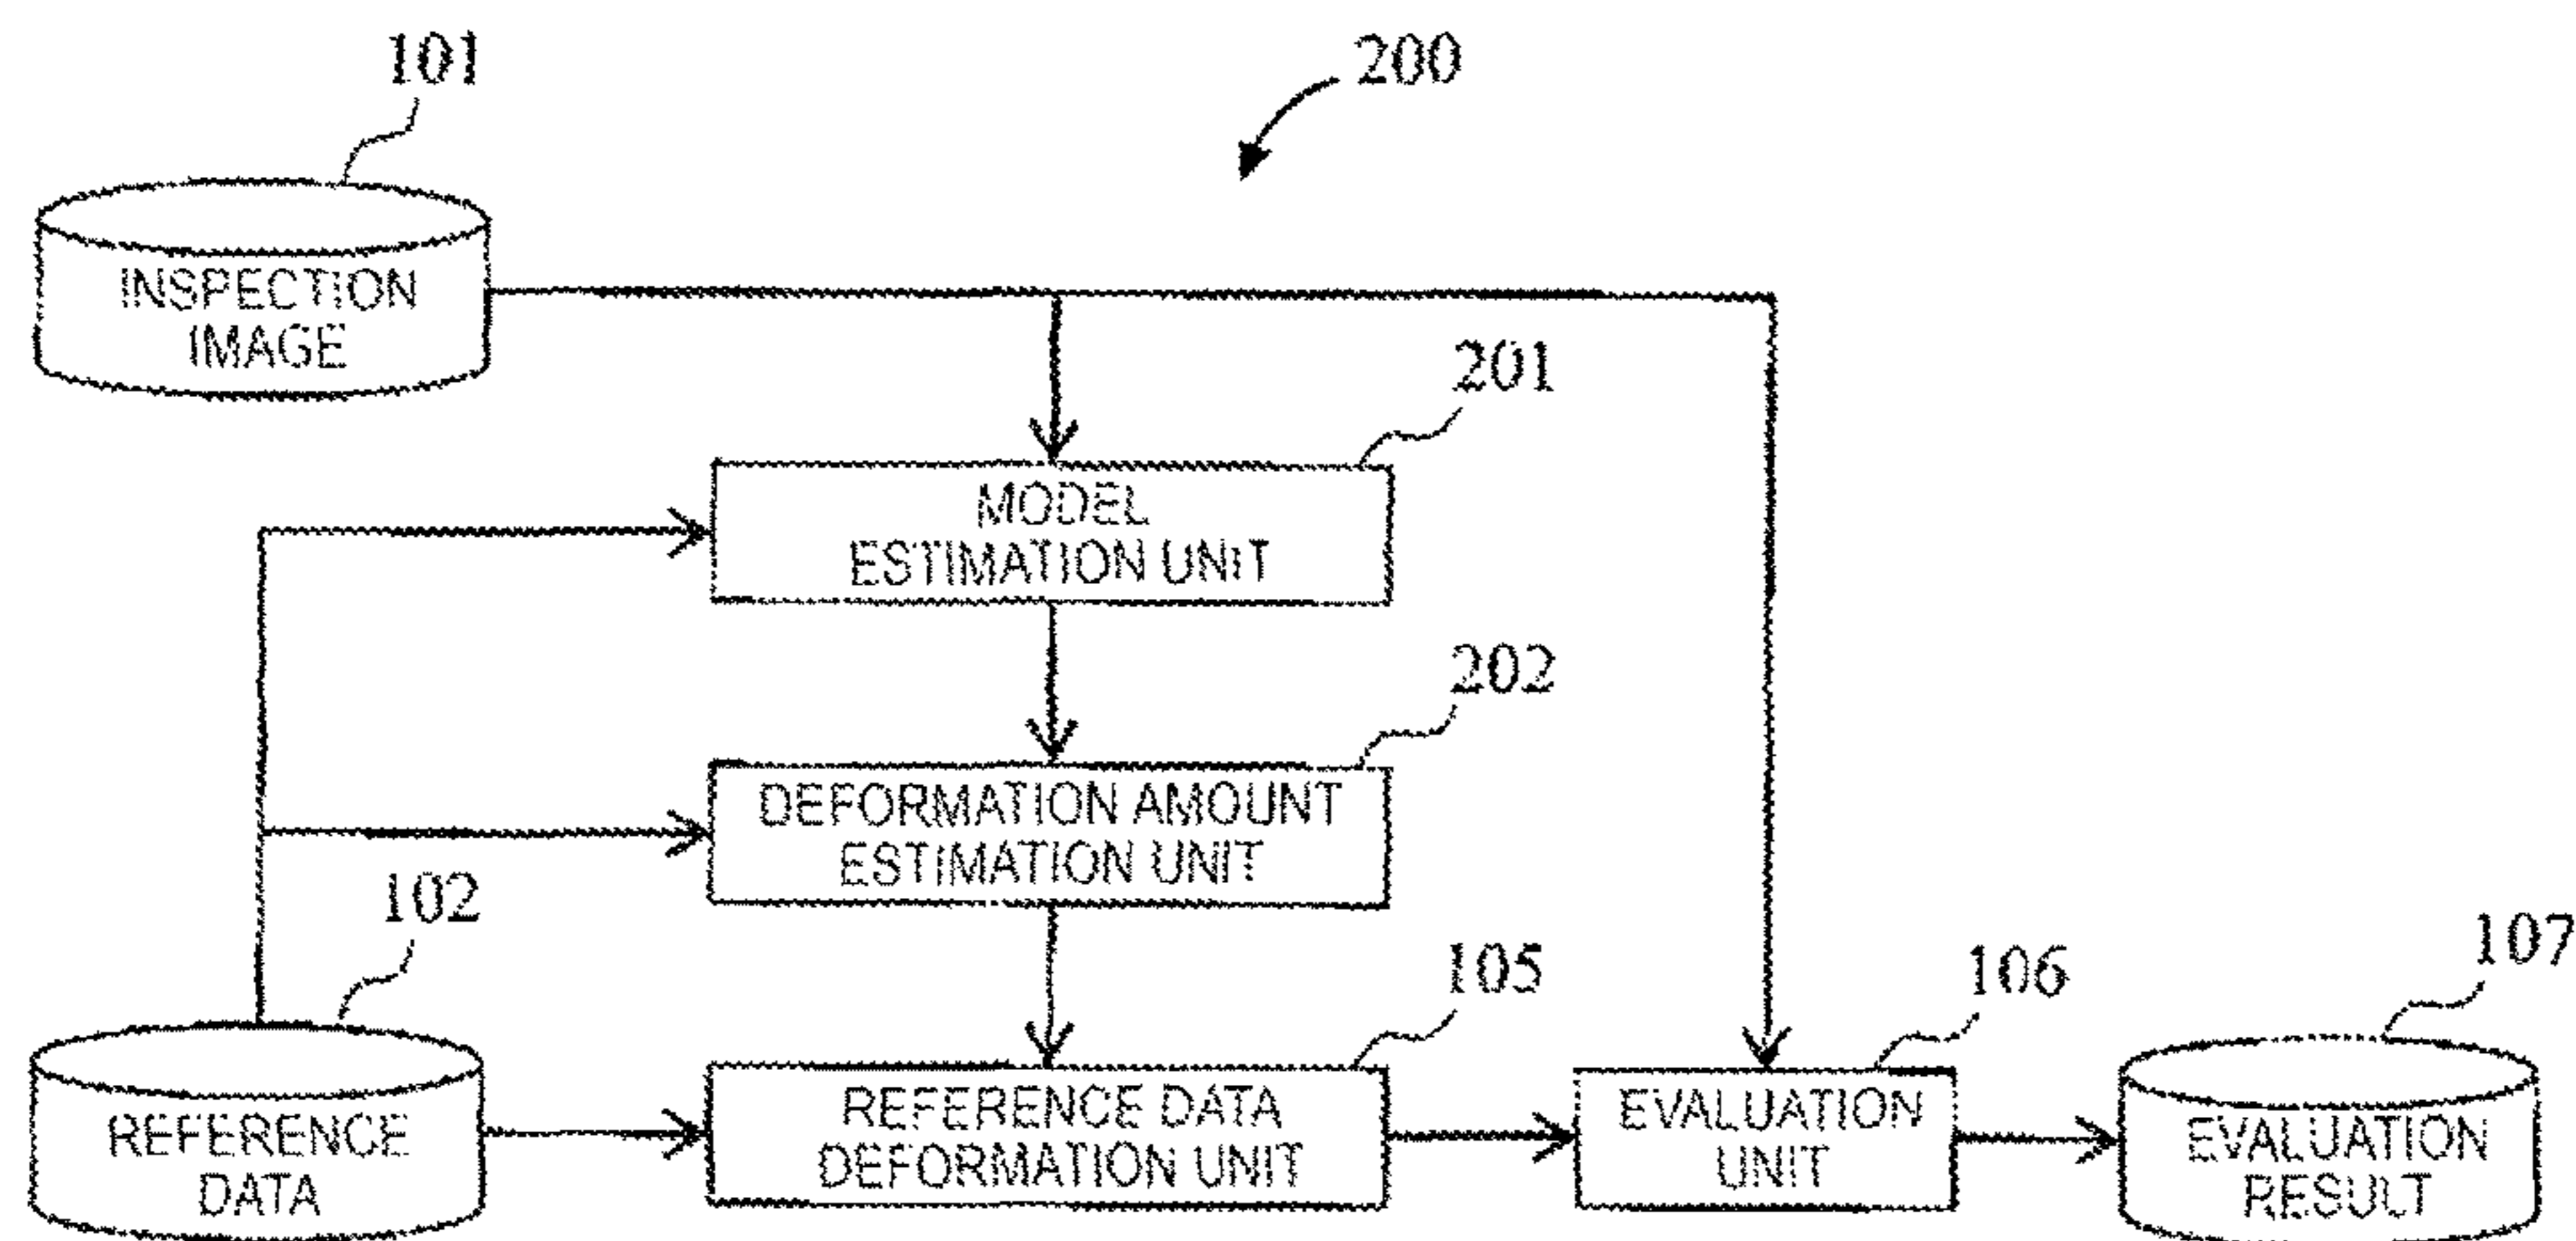 101
200
INSPECTION
IMAGE
201
MODEL
ESTIMATION UNIT
202
DEFORMATION AMOUNT
ESTIMATION UNIT
102
105
106
107
REFERENCE
DATA
REFERENCE DATA
DEFORMATION UNIT
EVALUATION
UNIT
EVALUATION
RESULT